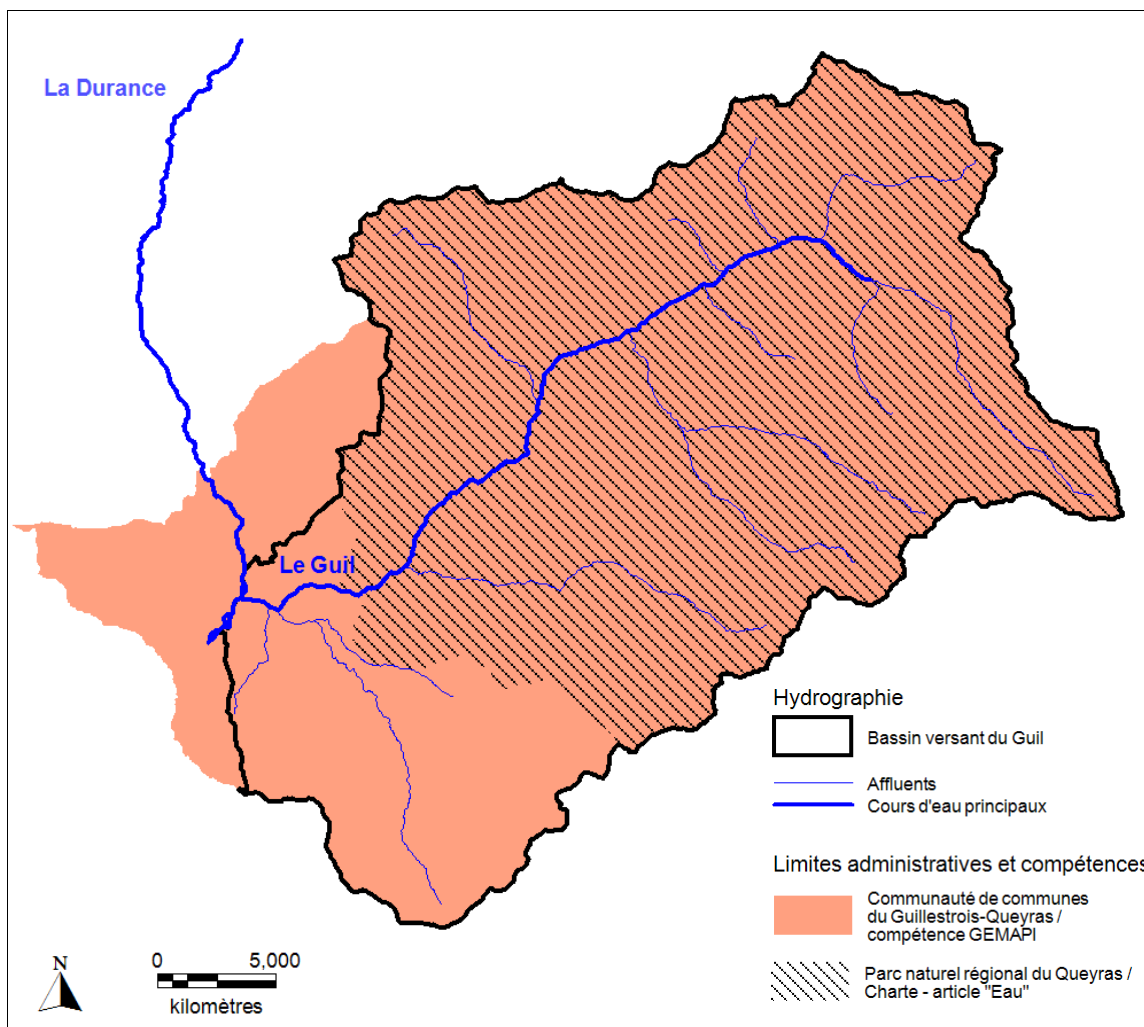 La Durance
Le Guil
Hydrographie
Bassin versant du Guil
Affluents
Cours d'eau principaux
Limites administratives et compétences
Communauté de communes
du Guillestrois-Queyras /
compétence GEMAPI
Parc naturel régional du Queyras /
Charte - article "Eau"
N
0 5,000
kilomètres